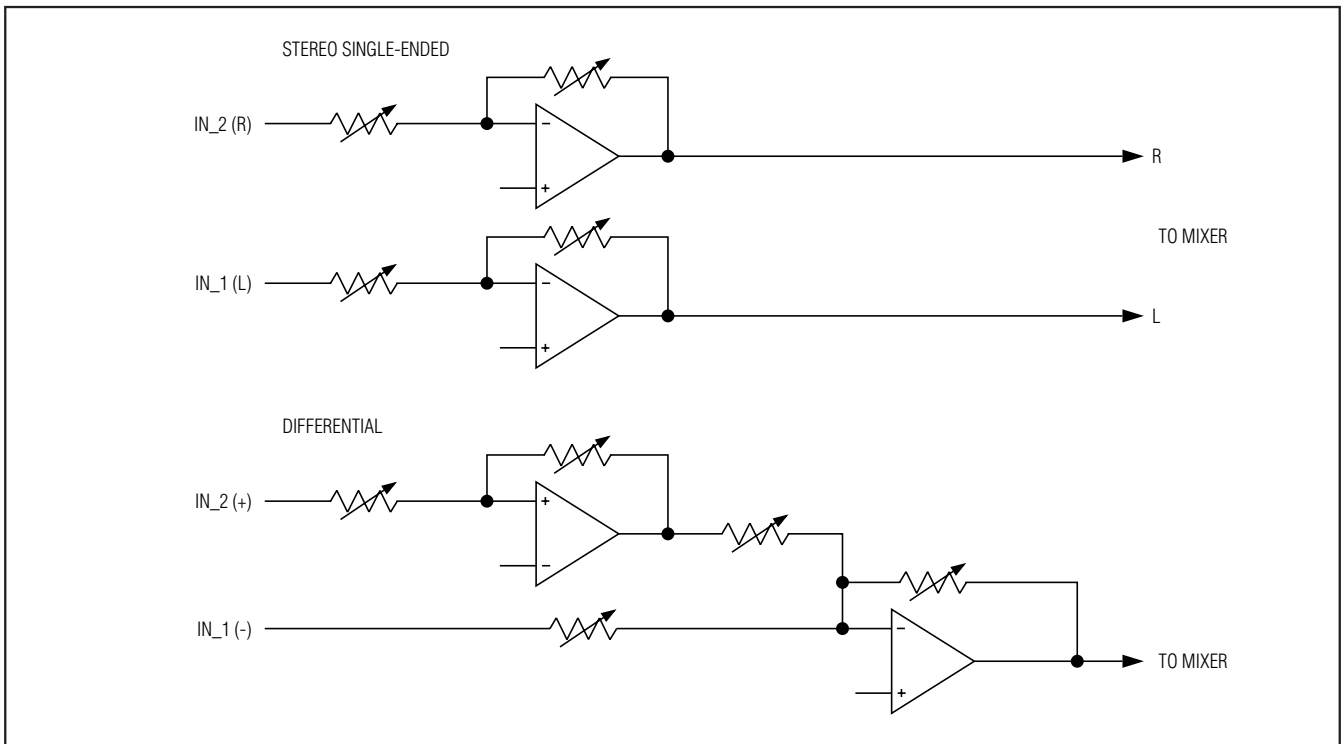 STEREO SINGLE-ENDED
IN_2 (R)
−
+
R
TO MIXER
IN_1 (L)
−
+
L
DIFFERENTIAL
IN_2 (+)
+
−
IN_1 (-)
−
+
TO MIXER